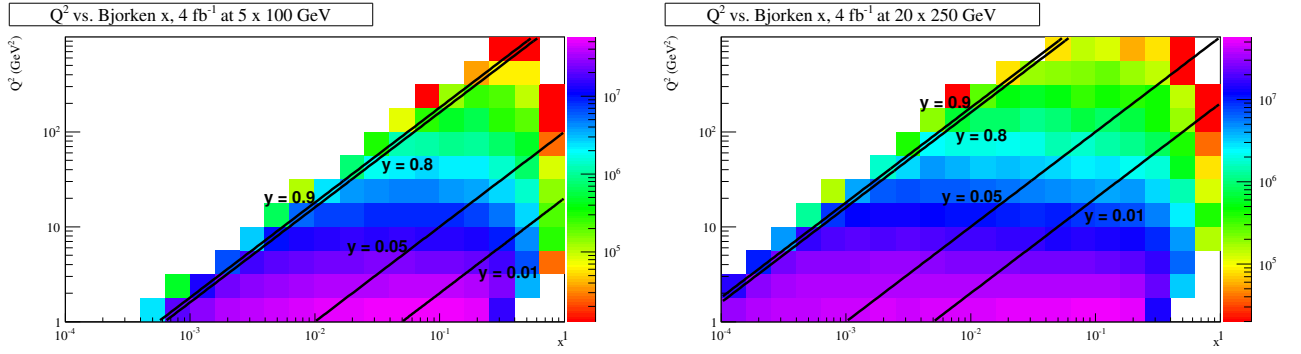 Q² vs. Bjorken x, 4 fb⁻¹ at 5 x 100 GeV
Q² (GeV²)
10²
10
1
10⁻⁴
10⁻³
10⁻²
10⁻¹
x
1
y = 0.9
y = 0.8
y = 0.05
y = 0.01
10⁷
10⁶
10⁵
Q² vs. Bjorken x, 4 fb⁻¹ at 20 x 250 GeV
Q² (GeV²)
10²
10
1
10⁻⁴
10⁻³
10⁻²
10⁻¹
x
1
y = 0.9
y = 0.8
y = 0.05
y = 0.01
10⁷
10⁶
10⁵